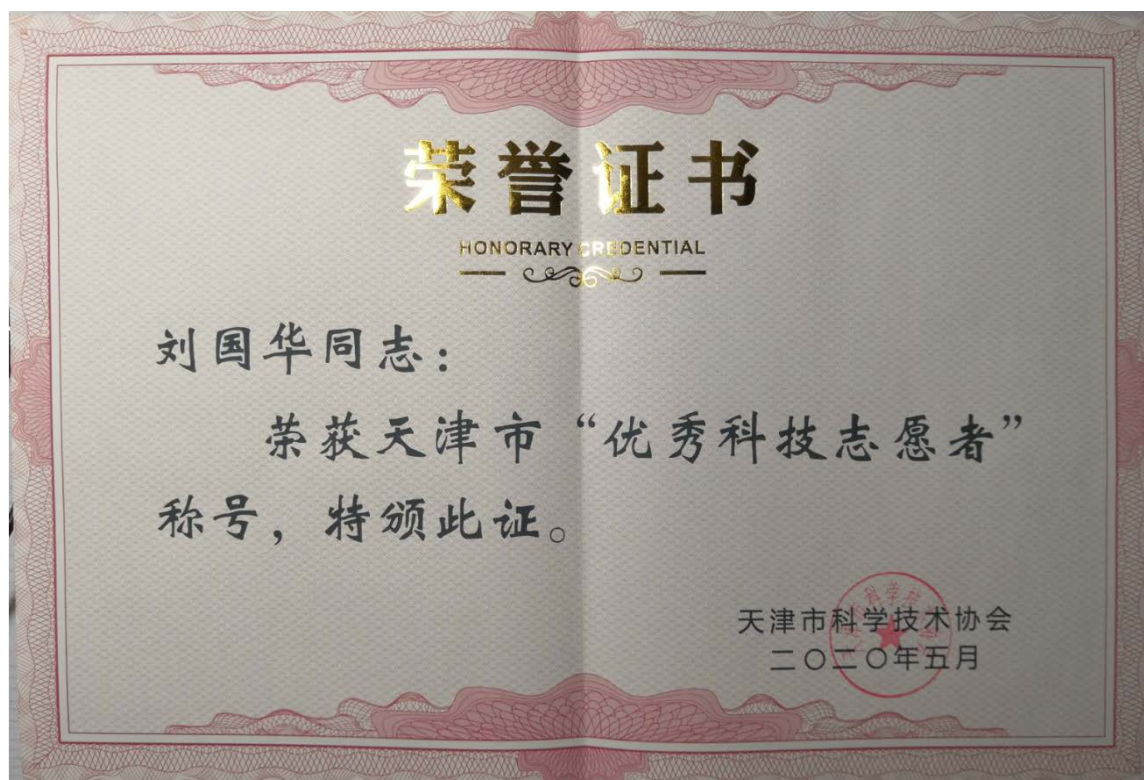 荣誉证书
HONORARY CREDENTIAL
刘国华同志：
荣获天津市“优秀科技志愿者”
称号，特颁此证。
天津市科学技术协会
二〇二〇年五月